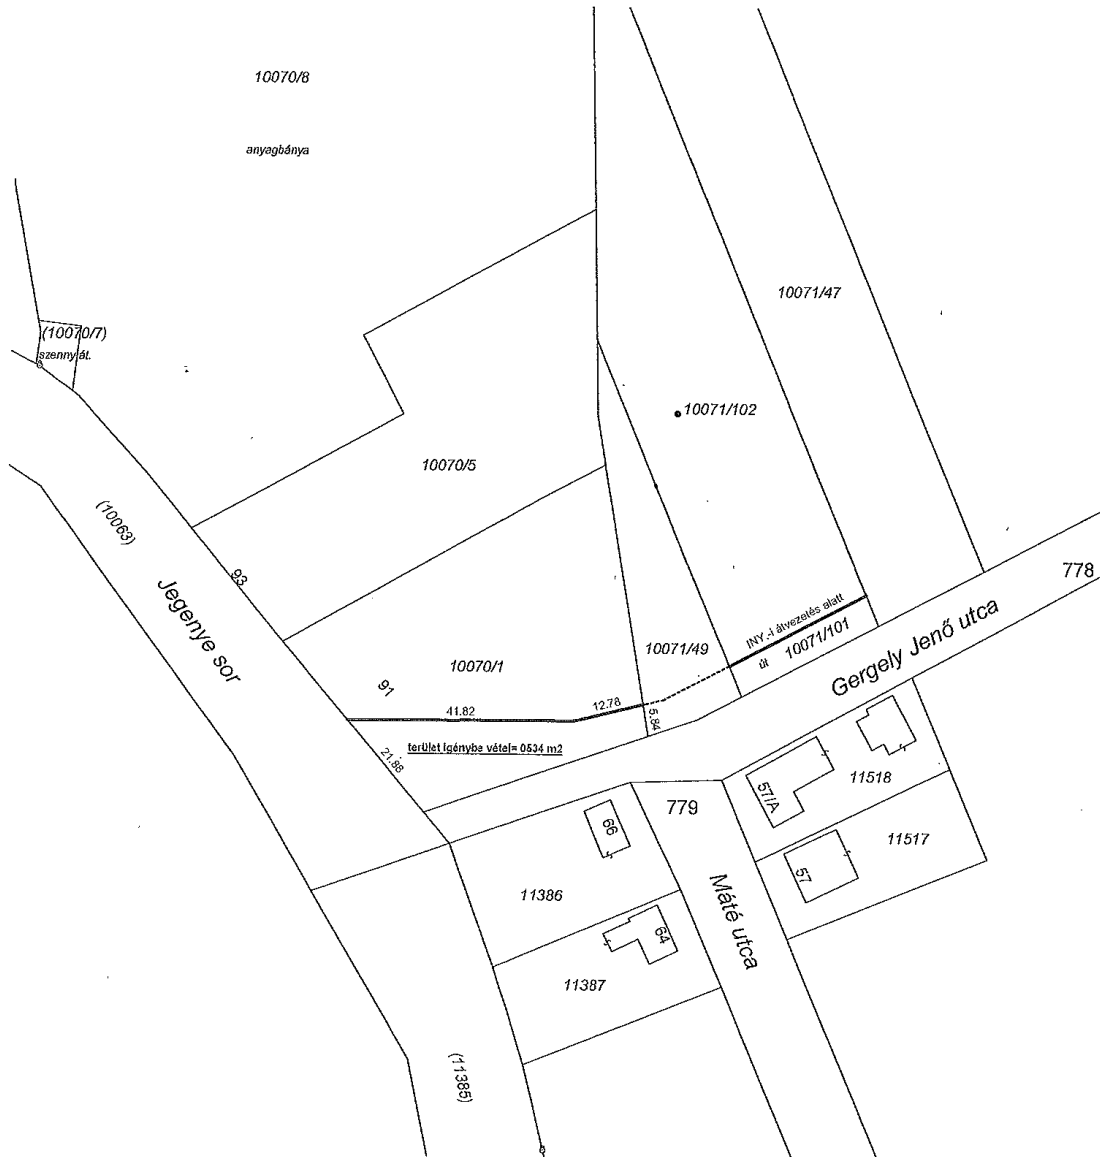 10070/8
anyagbánya
10071/47
(10070/7)
szenny.át.
10071/102
10070/5
(10063)
Jegenye sor
93
778
INY.-i átvezetés alatt
út 10071/101
Gergely Jenő utca
10071/49
10070/1
91
41.82
12.78
5.84
21.88
terület igénybe vétel= 0534 m2
57/A
11518
779
66
57
11517
11386
Máté utca
64
11387
(11385)